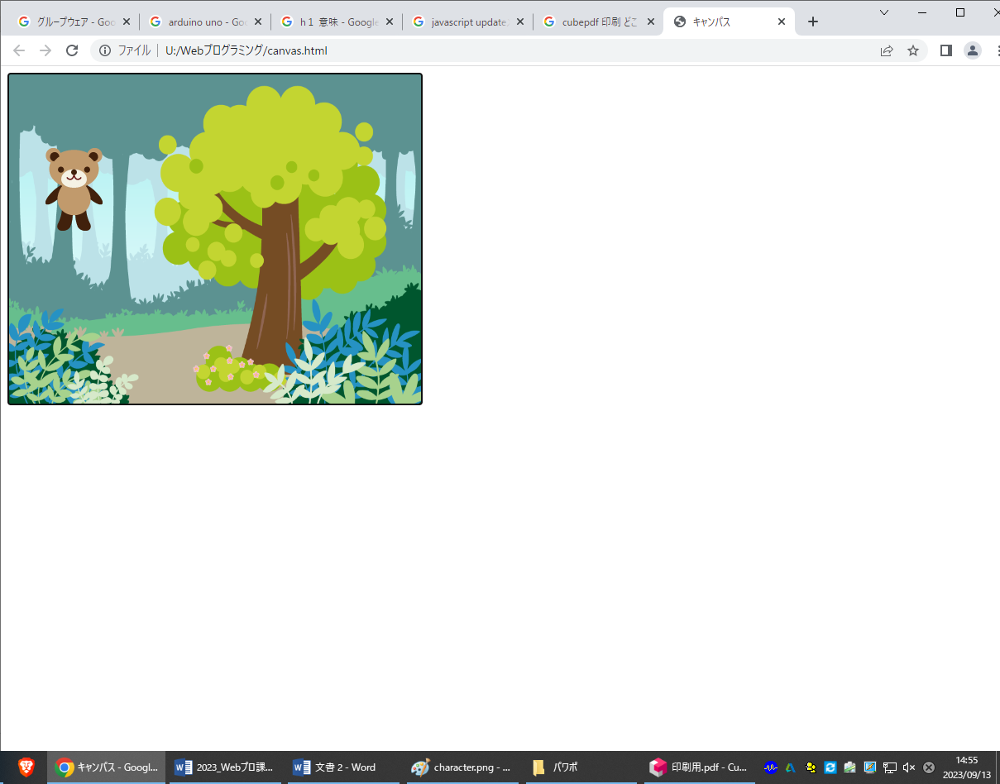 グループウェア - Goo
arduino uno - Goo
h１ 意味 - Google
javascript update
cubepdf 印刷 どこ
キャンパス
ファイル
U:/Webプログラミング/canvas.html
キャンパス - Googl...
2023_Webプロ課...
文書 2 - Word
character.png - ...
パワポ
印刷用.pdf - Cu...
14:55
2023/09/13